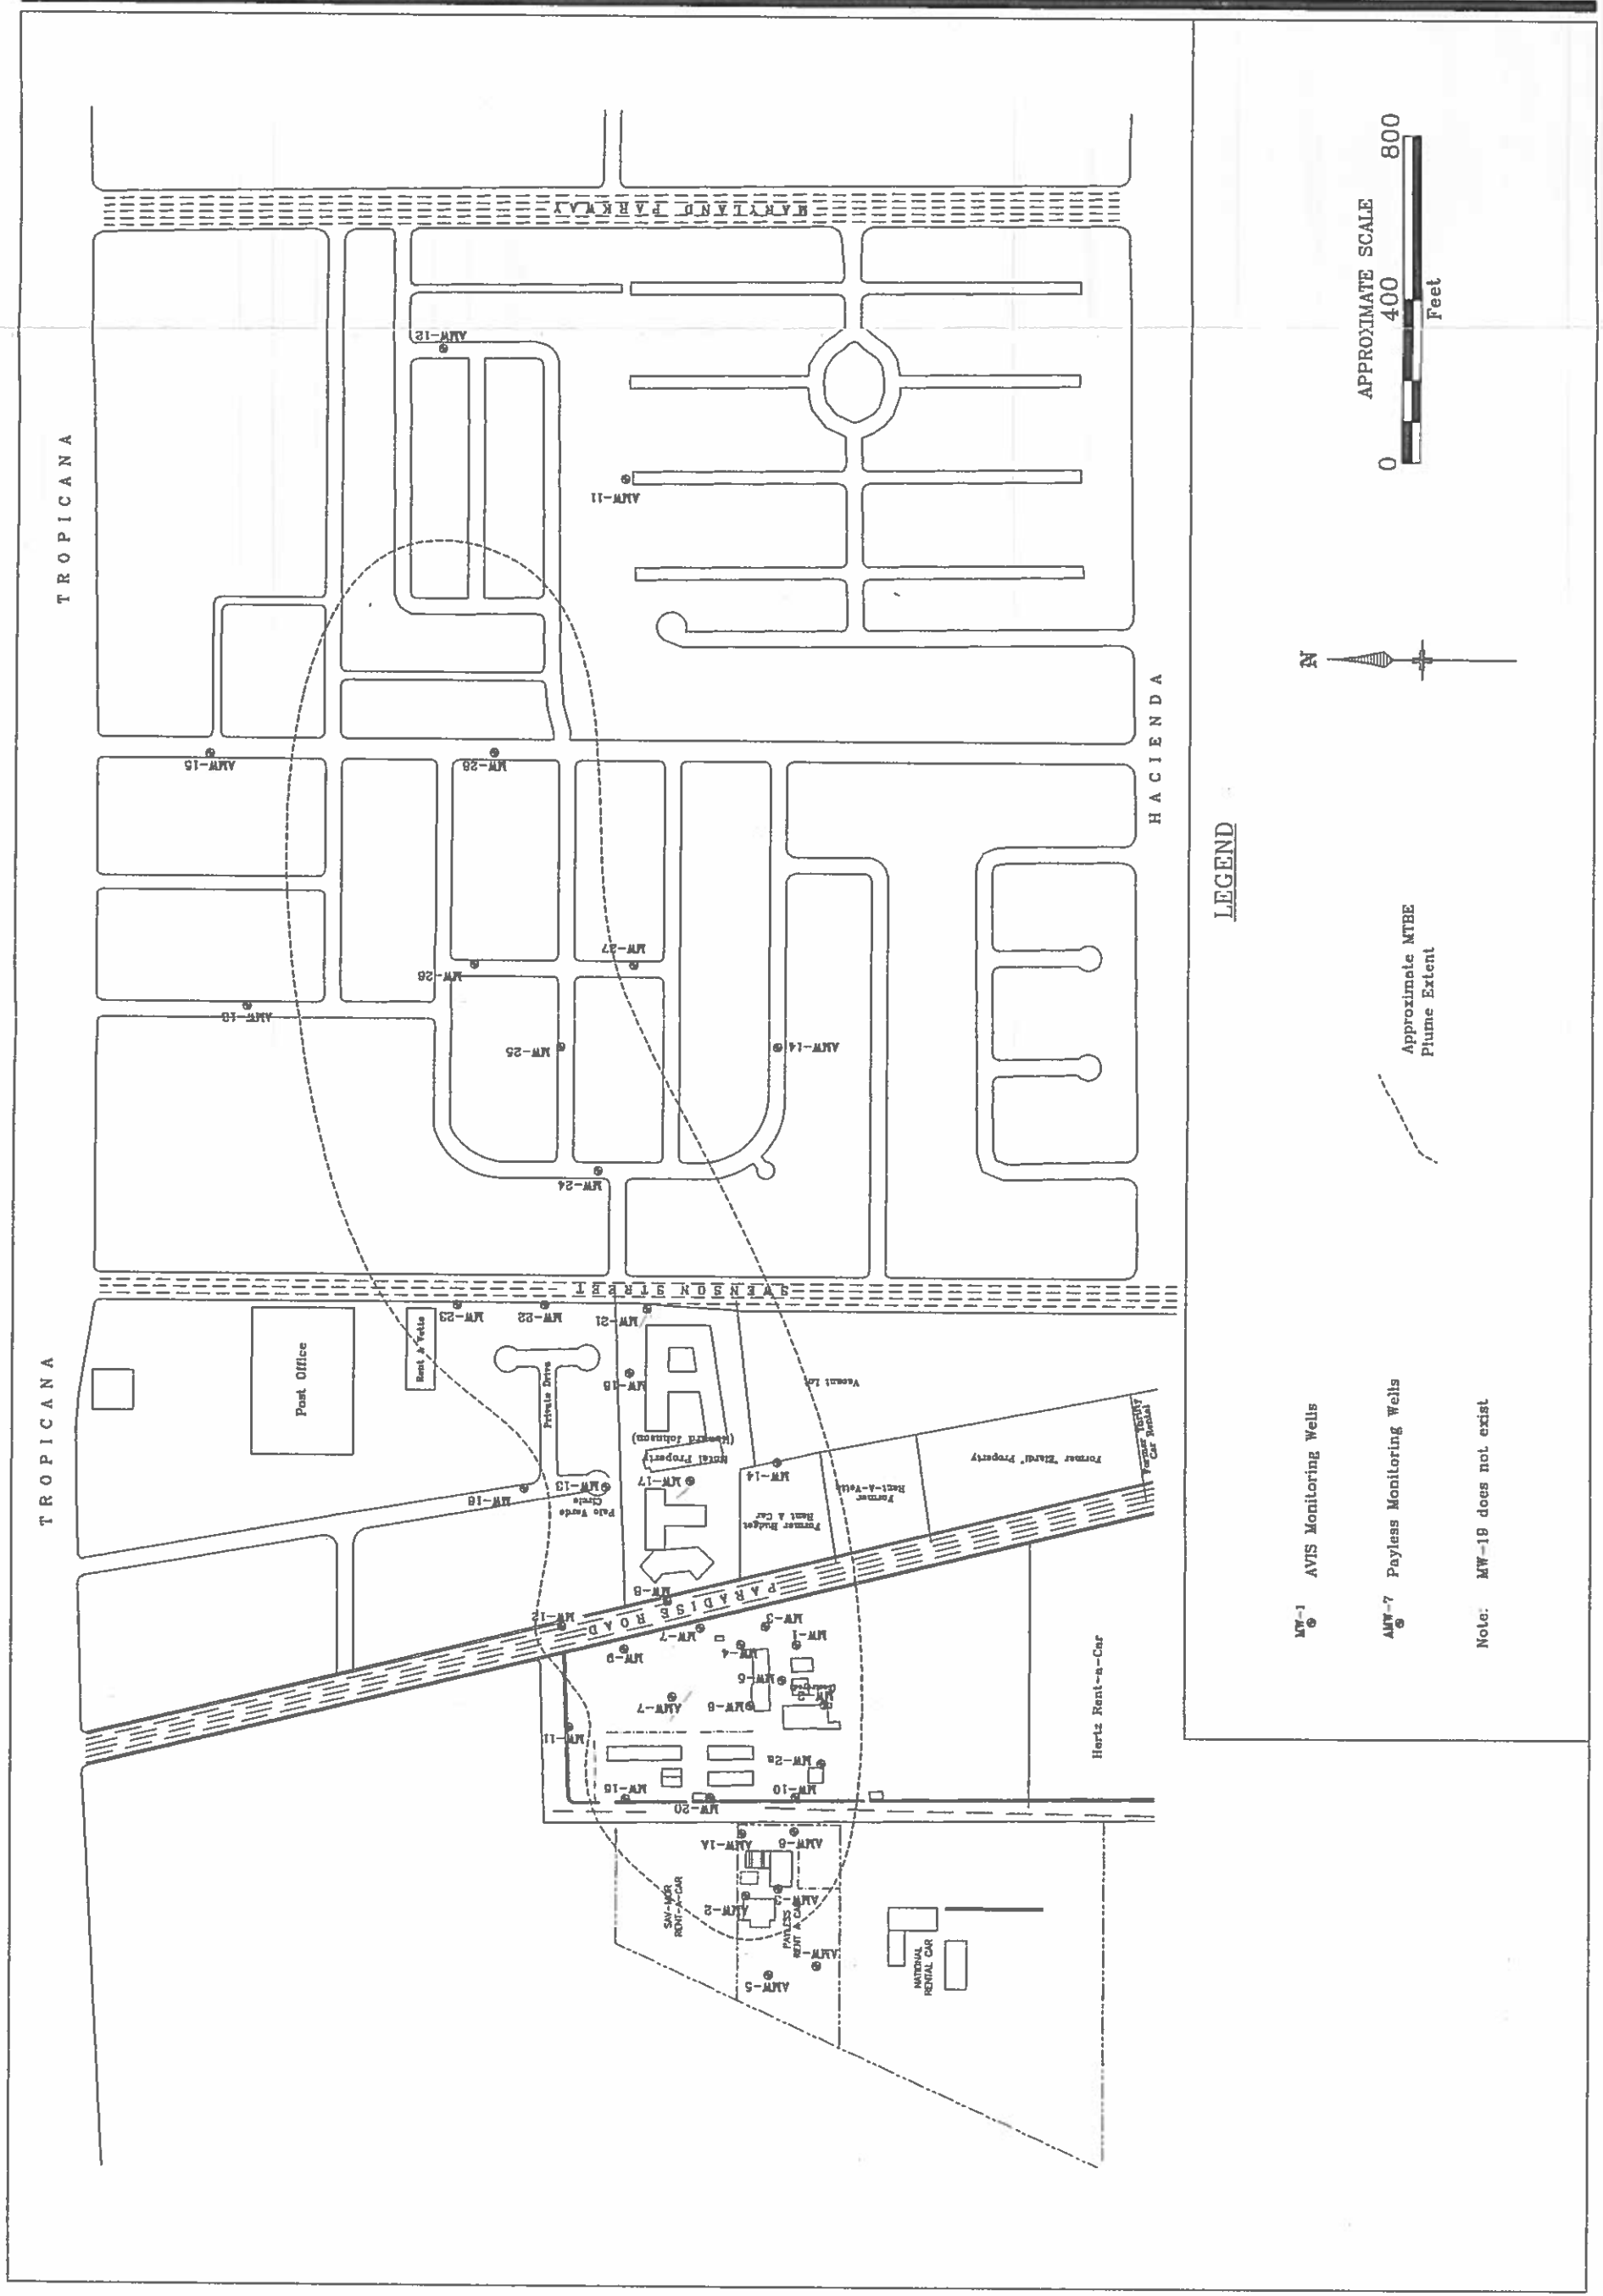 TROPICANA
TROPICANA
MARYLAND PARKWAY
AMW-12
AMW-11
AMW-15
MW-28
MW-27
MW-26
MW-25
AMW-14
MW-24
HACIENDA
SWENSON STREET
MW-23
MW-22
MW-21
Post Office
Rent A Vette
Private Drive
MW-18
Vacant Lot
Hotel Property
(Howard Johnson)
MW-17
MW-14
MW-13
MW-16
Palo Verde
Circle
Former Budget
Rent A Car
Former
Rent-A-Vette
Former "Elardi" Property
Former Thrifty
Car Rental
PARADISE ROAD
MW-12
MW-8
MW-9
MW-7
MW-3
MW-4
MW-1
MW-5
MW-6
MW-2
Destroyed
AMW-7
MW-11
MW-2a
MW-15
MW-20
MW-10
Hertz Rent-a-Car
AMW-1A
AMW-6
AMW-2
AMW-3
AMW-5
SAV-MOR
RENT-A-CAR
PAYLESS
RENT A CAR
NATIONAL
RENTAL CAR
LEGEND
MW-1
AVIS Monitoring Wells
AMW-7
Payless Monitoring Wells
Note: MW-19 does not exist
Approximate MTBE
Plume Extent
N
APPROXIMATE SCALE
0 400 800
Feet